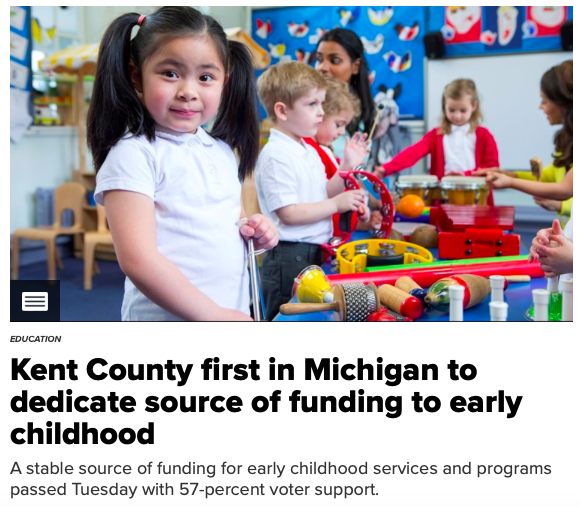 EDUCATION
Kent County first in Michigan to
dedicate source of funding to early
childhood
A stable source of funding for early childhood services and programs
passed Tuesday with 57-percent voter support.